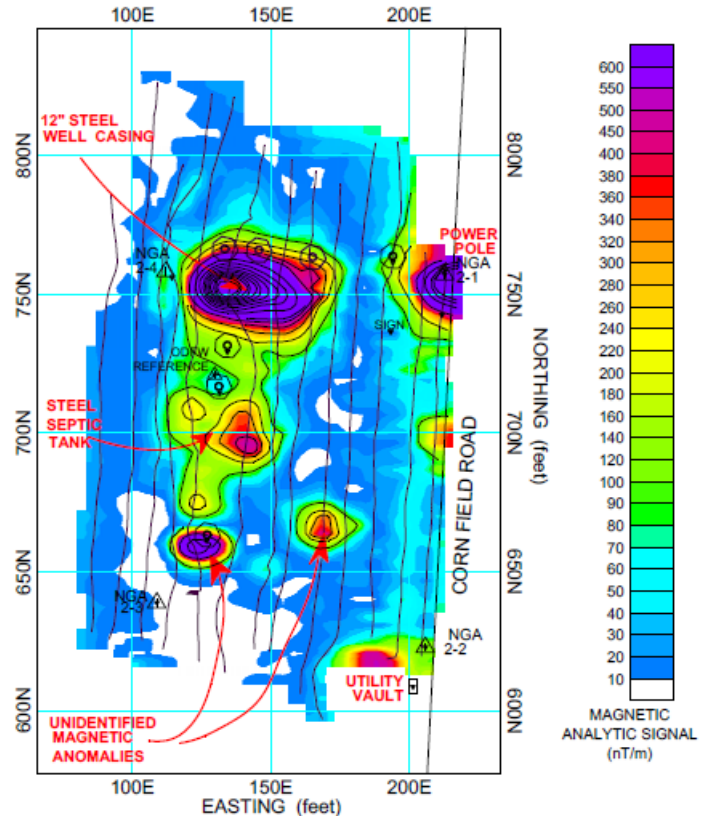 100E 150E 200E
12" STEEL
WELL CASING
800N 800N
POWER
POLE
NGA
2-4
NGA
2-1
750N 750N
SIGN
ODFW
REFERENCE
STEEL
SEPTIC
TANK
700N 700N
NORTHING (feet)
CORN FIELD ROAD
650N 650N
NGA
2-3
NGA
2-2
UTILITY
VAULT
600N 600N
UNIDENTIFIED
MAGNETIC
ANOMALIES
100E 150E 200E
EASTING (feet)
600
550
500
450
400
380
360
340
320
300
280
260
240
220
200
180
160
140
120
100
90
80
70
60
50
40
30
20
10
MAGNETIC
ANALYTIC SIGNAL
(nT/m)